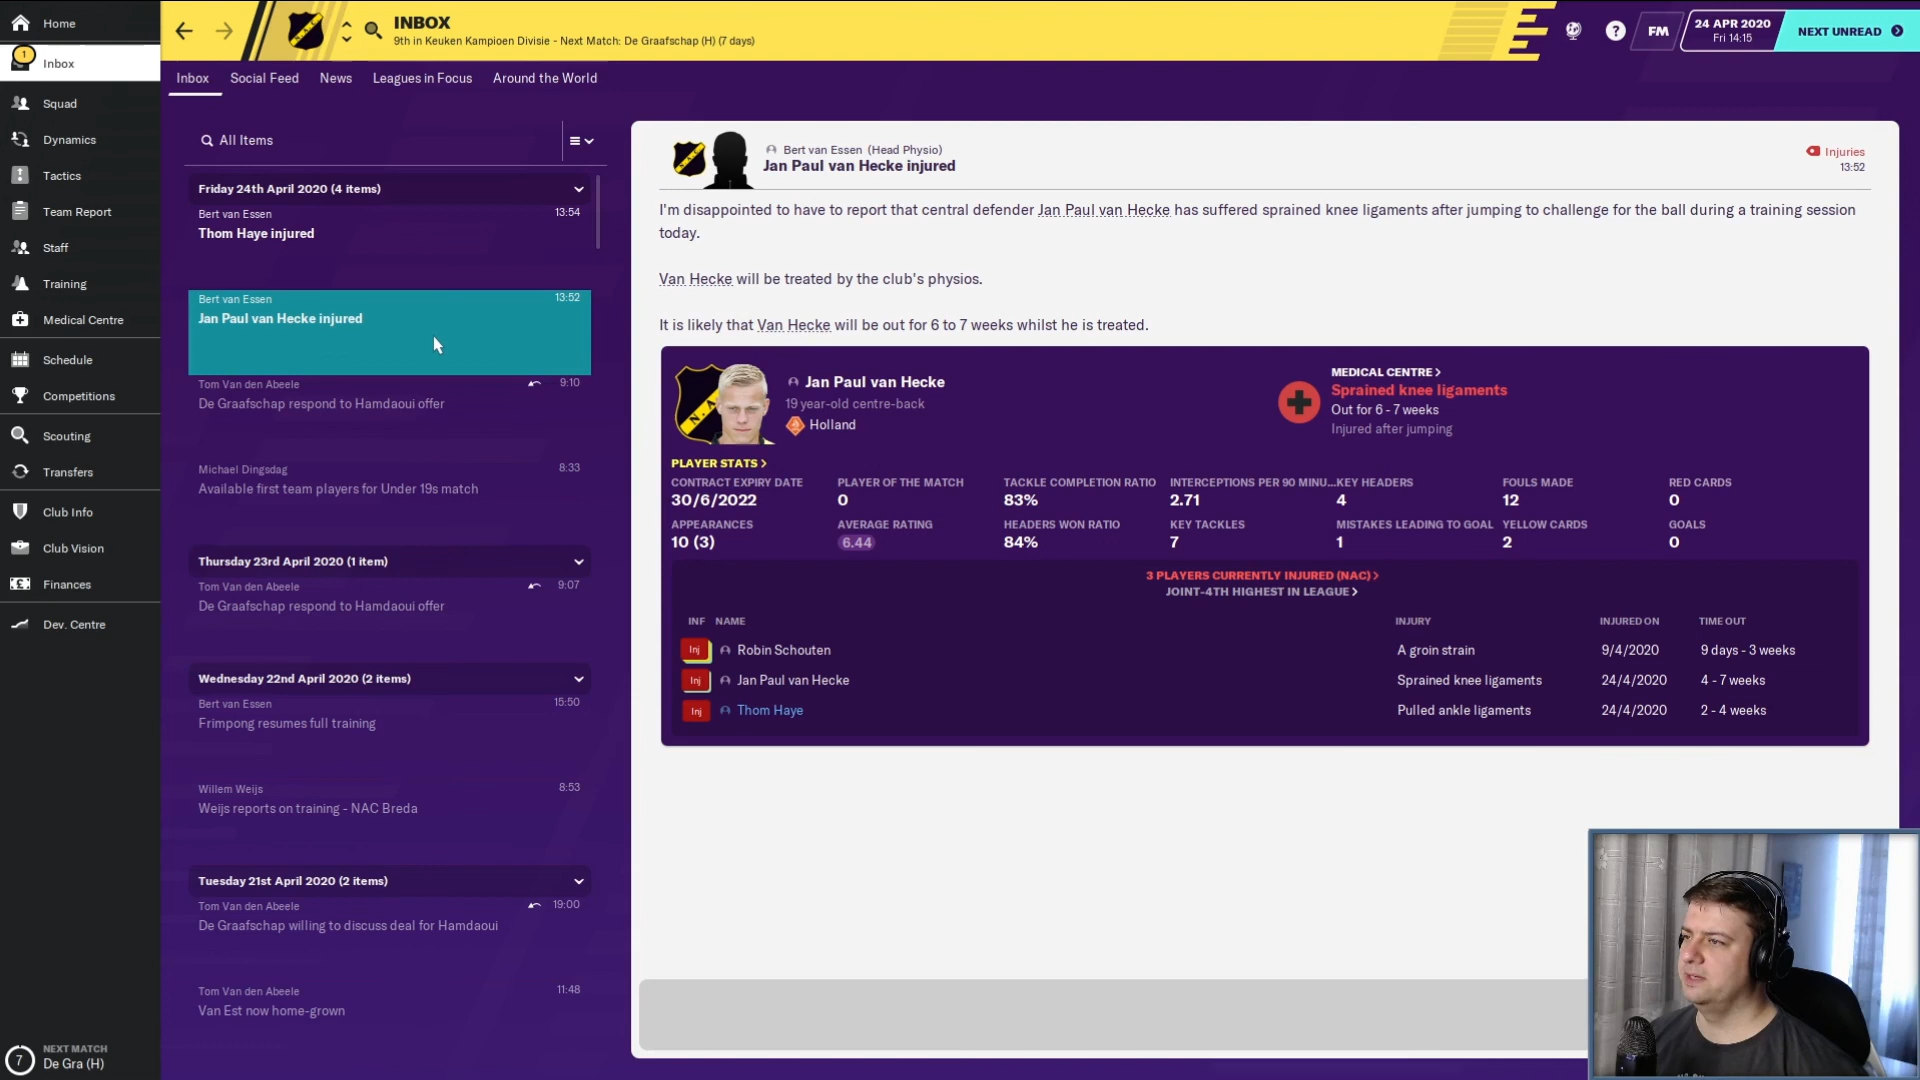 Home
1
Inbox
Squad
Dynamics
Tactics
Team Report
Staff
Training
Medical Centre
Schedule
Competitions
Scouting
Transfers
Club Info
Club Vision
Finances
Dev. Centre
NEXT MATCH
7
De Gra (H)
INBOX
9th in Keuken Kampioen Divisie - Next Match: De Graafschap (H) (7 days)
?
FM
24 APR 2020
Fri 14:15
NEXT UNREAD
Inbox
Social Feed
News
Leagues in Focus
Around the World
All Items
Friday 24th April 2020 (4 items)
Bert van Essen 13:54
Thom Haye injured
Bert van Essen 13:52
Jan Paul van Hecke injured
Tom Van den Abeele 9:10
De Graafschap respond to Hamdaoui offer
Michael Dingsdag 8:33
Available first team players for Under 19s match
Thursday 23rd April 2020 (1 item)
Tom Van den Abeele 9:07
De Graafschap respond to Hamdaoui offer
Wednesday 22nd April 2020 (2 items)
Bert van Essen 15:50
Frimpong resumes full training
Willem Weijs 8:53
Weijs reports on training - NAC Breda
Tuesday 21st April 2020 (2 items)
Tom Van den Abeele 19:00
De Graafschap willing to discuss deal for Hamdaoui
Tom Van den Abeele 11:48
Van Est now home-grown
Bert van Essen (Head Physio)
Jan Paul van Hecke injured
Injuries
13:52
I'm disappointed to have to report that central defender Jan Paul van Hecke has suffered sprained knee ligaments after jumping to challenge for the ball during a training session
today.
Van Hecke will be treated by the club's physios.
It is likely that Van Hecke will be out for 6 to 7 weeks whilst he is treated.
Jan Paul van Hecke
19 year-old centre-back
Holland
MEDICAL CENTRE >
Sprained knee ligaments
Out for 6 - 7 weeks
Injured after jumping
PLAYER STATS >
CONTRACT EXPIRY DATE PLAYER OF THE MATCH TACKLE COMPLETION RATIO INTERCEPTIONS PER 90 MINU... KEY HEADERS FOULS MADE RED CARDS
30/6/2022 0 83% 2.71 4 12 0
APPEARANCES AVERAGE RATING HEADERS WON RATIO KEY TACKLES MISTAKES LEADING TO GOAL YELLOW CARDS GOALS
10 (3) 6.44 84% 7 1 2 0
3 PLAYERS CURRENTLY INJURED (NAC) >
JOINT-4TH HIGHEST IN LEAGUE >
INF NAME INJURY INJURED ON TIME OUT
Inj Robin Schouten A groin strain 9/4/2020 9 days - 3 weeks
Inj Jan Paul van Hecke Sprained knee ligaments 24/4/2020 4 - 7 weeks
Inj Thom Haye Pulled ankle ligaments 24/4/2020 2 - 4 weeks